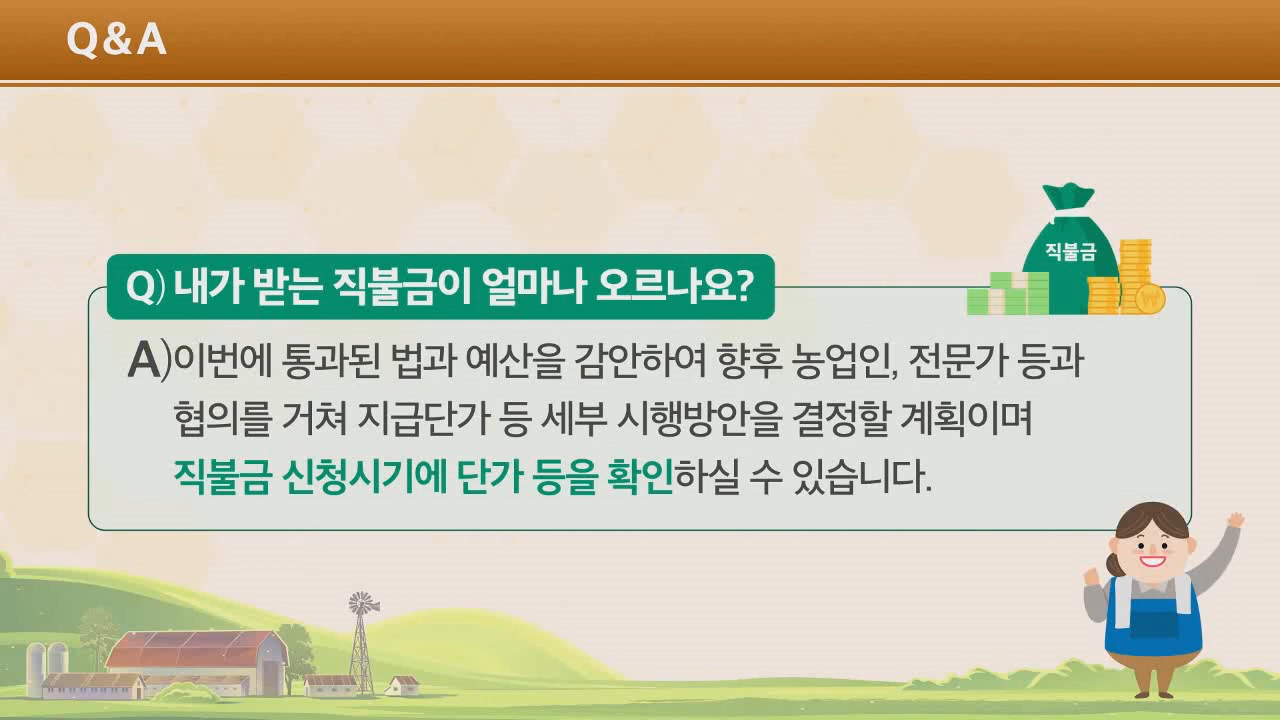 Q&A
직불금
Q) 내가 받는 직불금이 얼마나 오르나요?
A)이번에 통과된 법과 예산을 감안하여 향후 농업인, 전문가 등과
협의를 거쳐 지급단가 등 세부 시행방안을 결정할 계획이며
직불금 신청시기에 단가 등을 확인하실 수 있습니다.